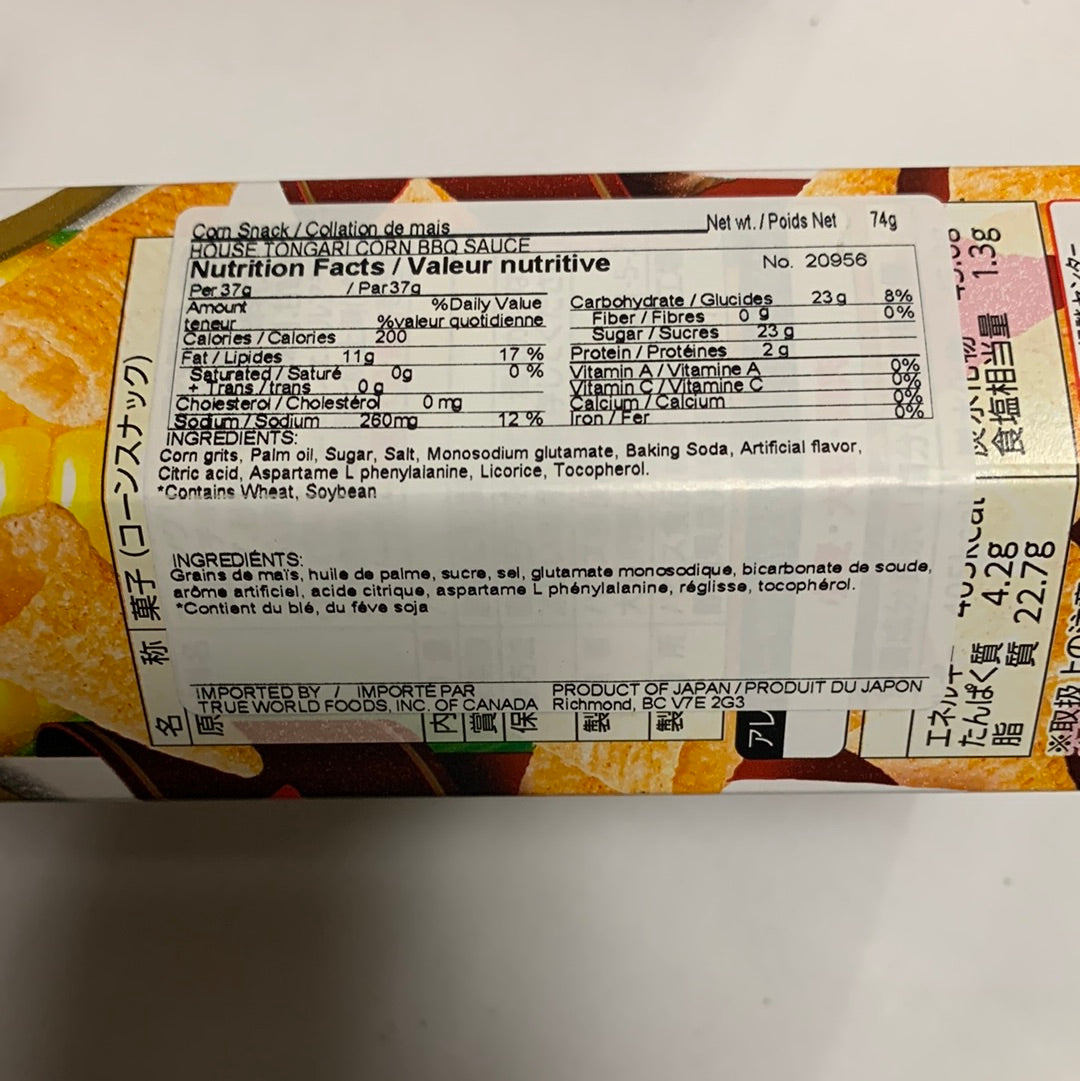 Corn Snack / Collation de mais
Net wt. / Poids Net 74g
HOUSE TONGARI CORN BBQ SAUCE
Nutrition Facts / Valeur nutritive
No. 20956
Per 37g / Par 37g
Amount %Daily Value
teneur %valeur quotidienne
Calories / Calories 200
Fat / Lipides 11g 17 %
Saturated / Saturé 0g 0 %
+ Trans / trans 0g
Cholesterol / Cholestérol 0 mg
Sodium / Sodium 260mg 12 %
Carbohydrate / Glucides 23 g 8%
Fiber / Fibres 0 g 0%
Sugar / Sucres 23 g
Protein / Protéines 2 g
Vitamin A / Vitamine A 0%
Vitamin C / Vitamine C 0%
Calcium / Calcium 0%
Iron / Fer 0%
INGREDIENTS:
Corn grits, Palm oil, Sugar, Salt, Monosodium glutamate, Baking Soda, Artificial flavor,
Citric acid, Aspartame L phenylalanine, Licorice, Tocopherol.
*Contains Wheat, Soybean
INGREDIÉNTS:
Grains de maïs, huile de palme, sucre, sel, glutamate monosodique, bicarbonate de soude,
arôme artificiel, acide citrique, aspartame L phénylalanine, réglisse, tocophérol.
*Contient du blé, du féve soja
IMPORTED BY / IMPORTÉ PAR
TRUE WORLD FOODS, INC. OF CANADA
PRODUCT OF JAPAN / PRODUIT DU JAPON
Richmond, BC V7E 2G3
名
称 菓子 (コーンスナック)
原
内
賞
保
製
製
アレ
エネルギー
たんぱく質 4.2g
脂 質 22.7g
食塩相当量 1.3g
※取扱上の